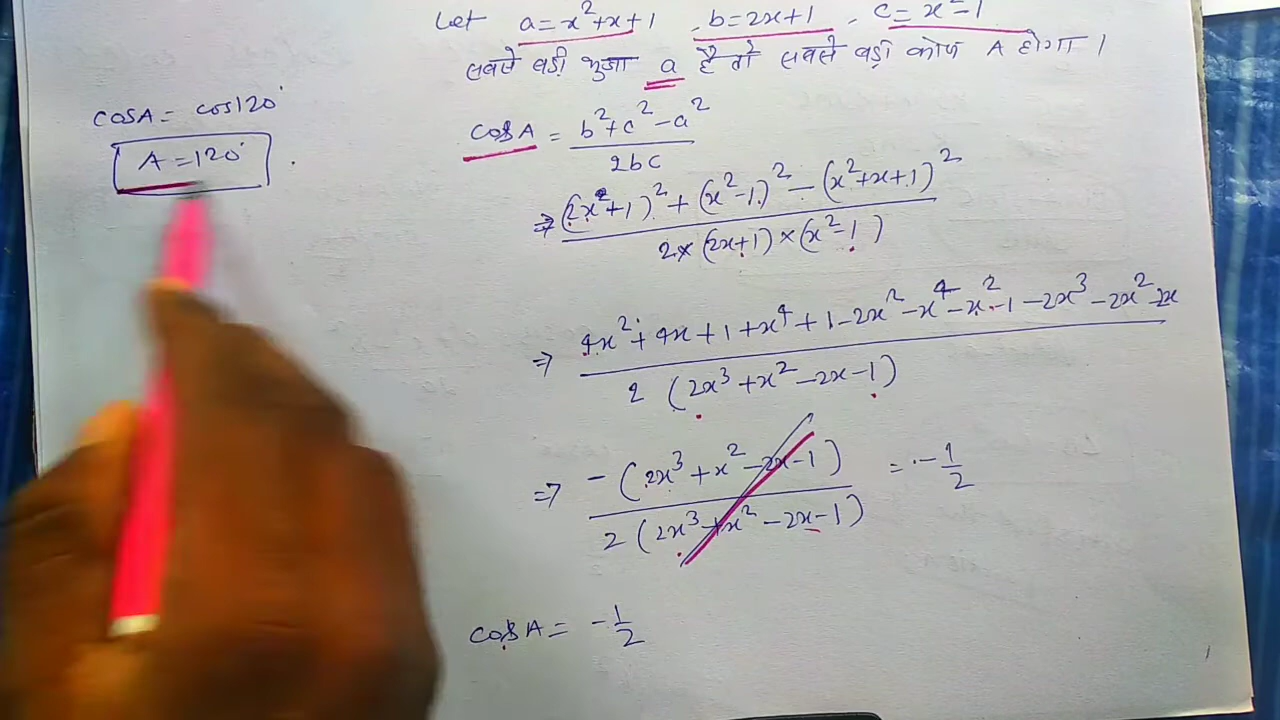 Let a = x²+x+1 , b = 2x+1 , c = x²-1
सबसे बड़ी भुजा a है तो सबसे बड़ा कोण A होगा ।
cosA = cos120°
A = 120°
cosA = b²+c²-a² / 2bc
⇒ (2x²+1)² + (x²-1)² - (x²+x+1)² / 2×(2x+1)×(x²-1)
⇒ 4x²+4x+1+x⁴+1-2x²-x⁴-x²-1-2x³-2x²-2x / 2(2x³+x²-2x-1)
⇒ -(2x³+x²-2x-1) / 2(2x³+x²-2x-1) = -1/2
cosA = -1/2